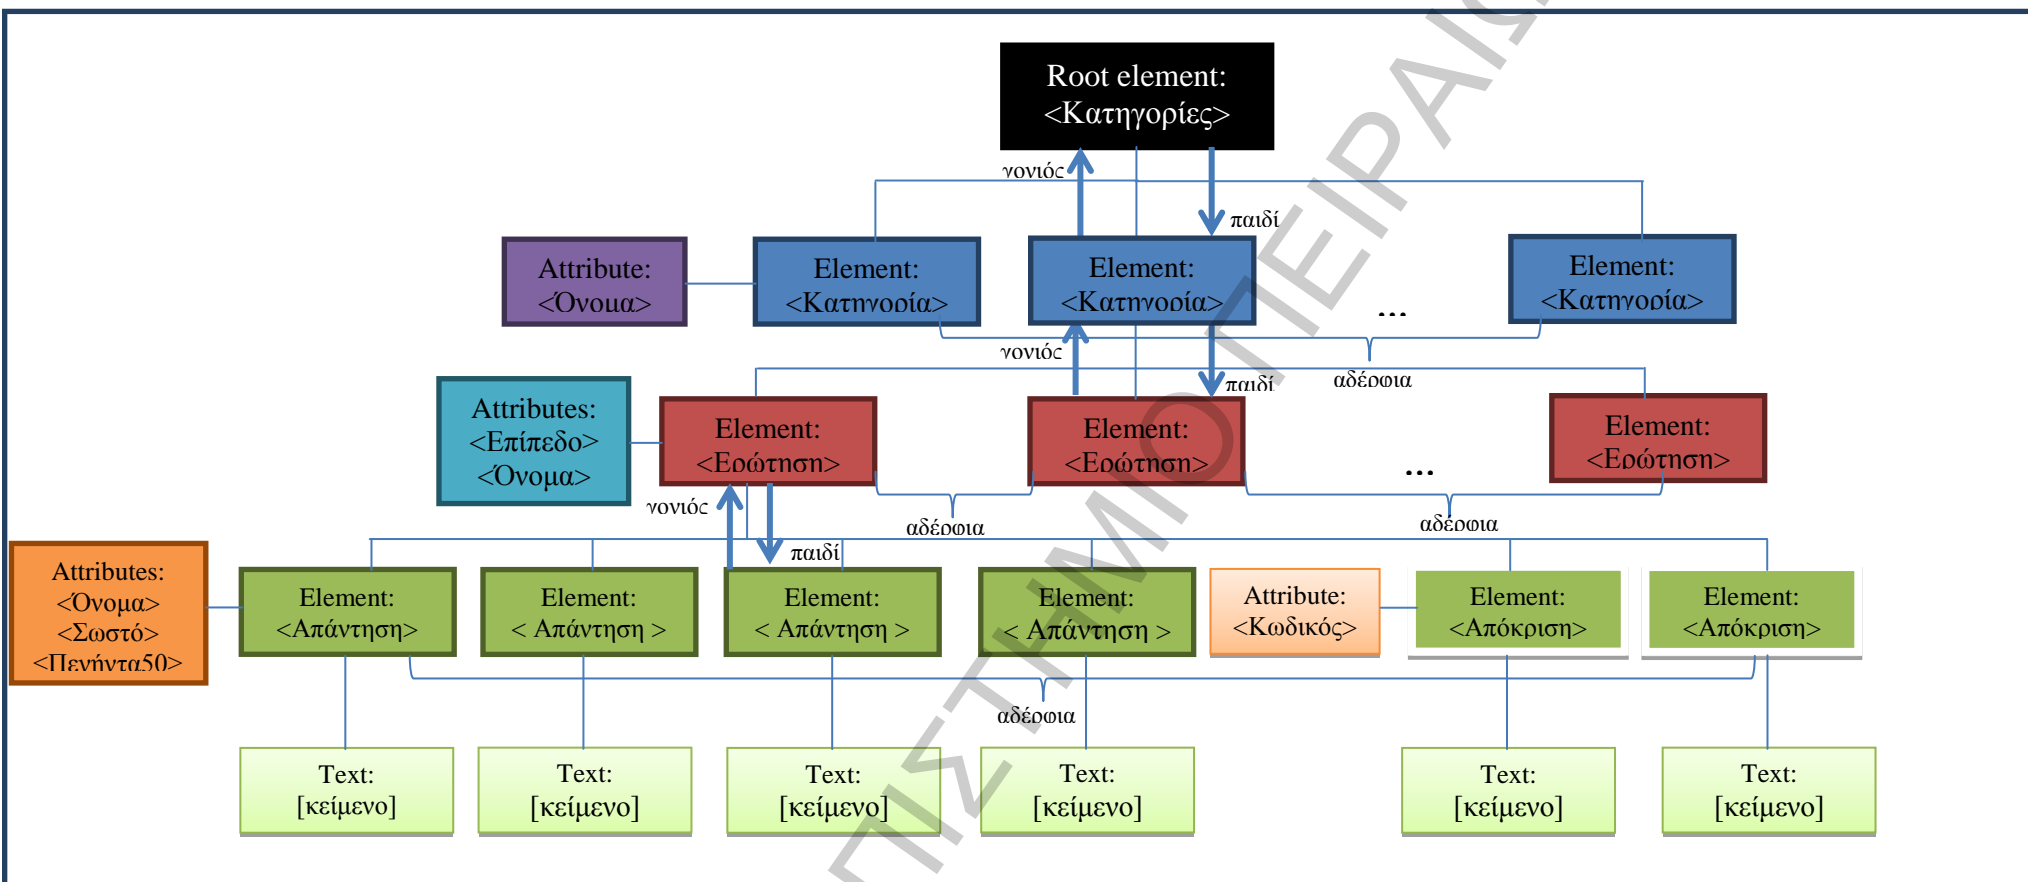 Root element:
<Κατηγορίες>
γονιός
παιδί
Attribute:
<Όνομα>
Element:
<Κατηγορία>
Element:
<Κατηγορία>
...
Element:
<Κατηγορία>
γονιός
παιδί
αδέρφια
Attributes:
<Επίπεδο>
<Όνομα>
Element:
<Ερώτηση>
Element:
<Ερώτηση>
...
Element:
<Ερώτηση>
γονιός
παιδί
αδέρφια
αδέρφια
Attributes:
<Όνομα>
<Σωστό>
<Πενήντα50>
Element:
<Απάντηση>
Element:
< Απάντηση >
Element:
< Απάντηση >
Element:
< Απάντηση >
Attribute:
<Κωδικός>
Element:
<Απόκριση>
Element:
<Απόκριση>
αδέρφια
Text:
[κείμενο]
Text:
[κείμενο]
Text:
[κείμενο]
Text:
[κείμενο]
Text:
[κείμενο]
Text:
[κείμενο]